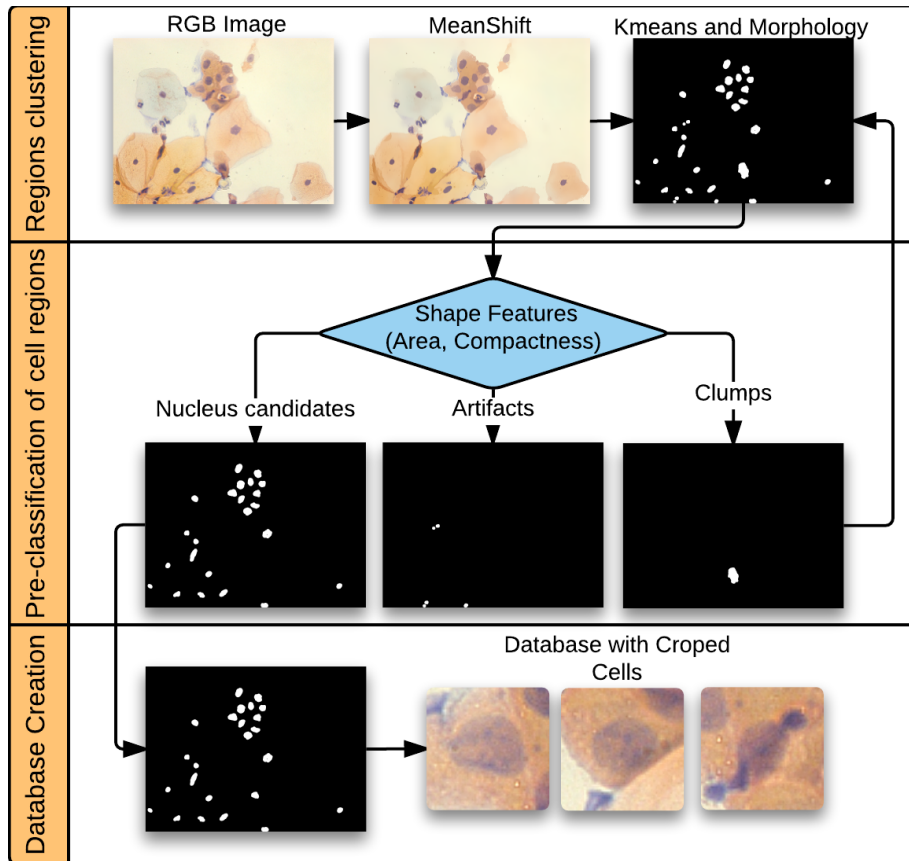 Regions clustering
RGB Image
MeanShift
Kmeans and Morphology
Pre-classification of cell regions
Shape Features
(Area, Compactness)
Nucleus candidates
Artifacts
Clumps
Database Creation
Database with Croped
Cells